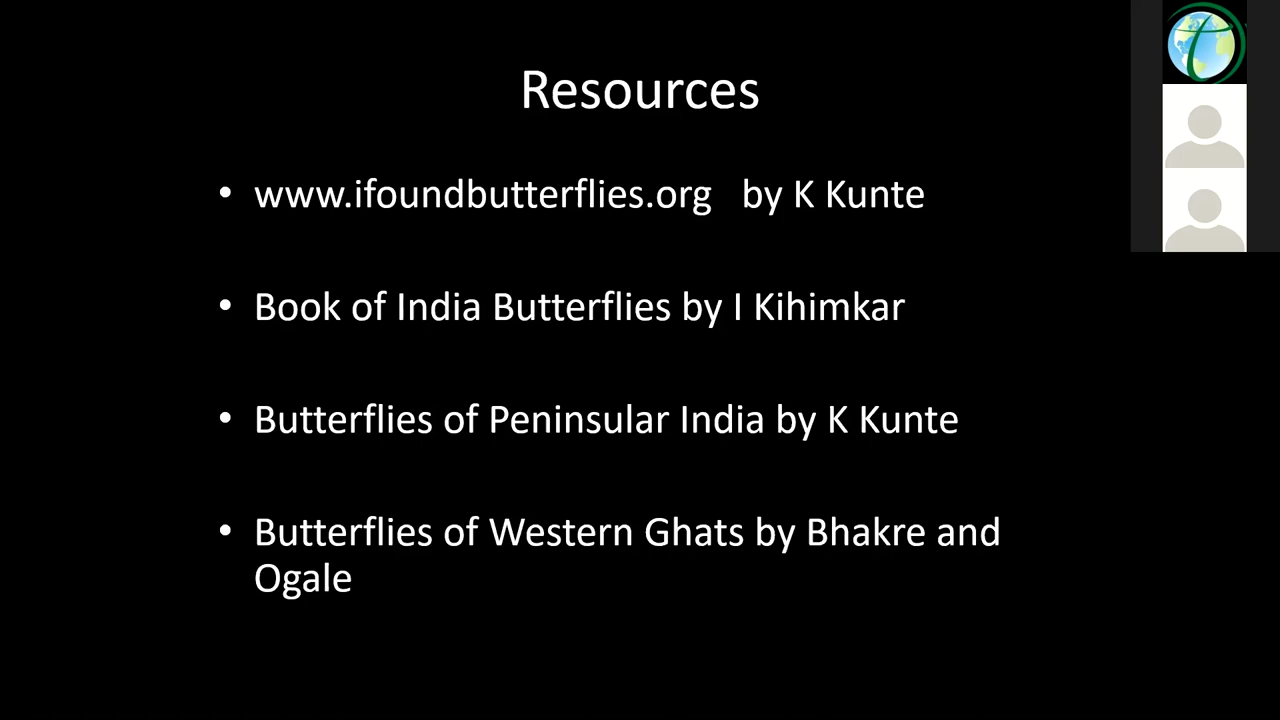 Resources
• www.ifoundbutterflies.org by K Kunte
• Book of India Butterflies by I Kihimkar
• Butterflies of Peninsular India by K Kunte
• Butterflies of Western Ghats by Bhakre and
Ogale